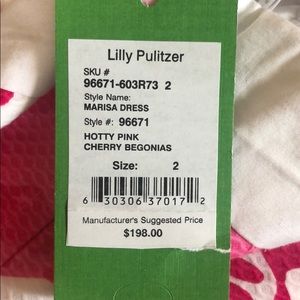 Lilly Pulitzer
SKU #
96671-603R73 2
Style Name:
MARISA DRESS
Style #: 96671
HOTTY PINK
CHERRY BEGONIAS
Size: 2
6 30306 37017 2
Manufacturer's Suggested Price
$198.00